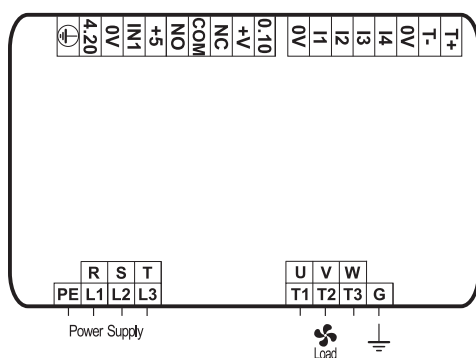 4.20 0V IN1 +5 NO COM NC +V 0.10 0V I1 I2 I3 I4 0V T- T+
R S T U V W
PE L1 L2 L3 T1 T2 T3 G
Power Supply
Load